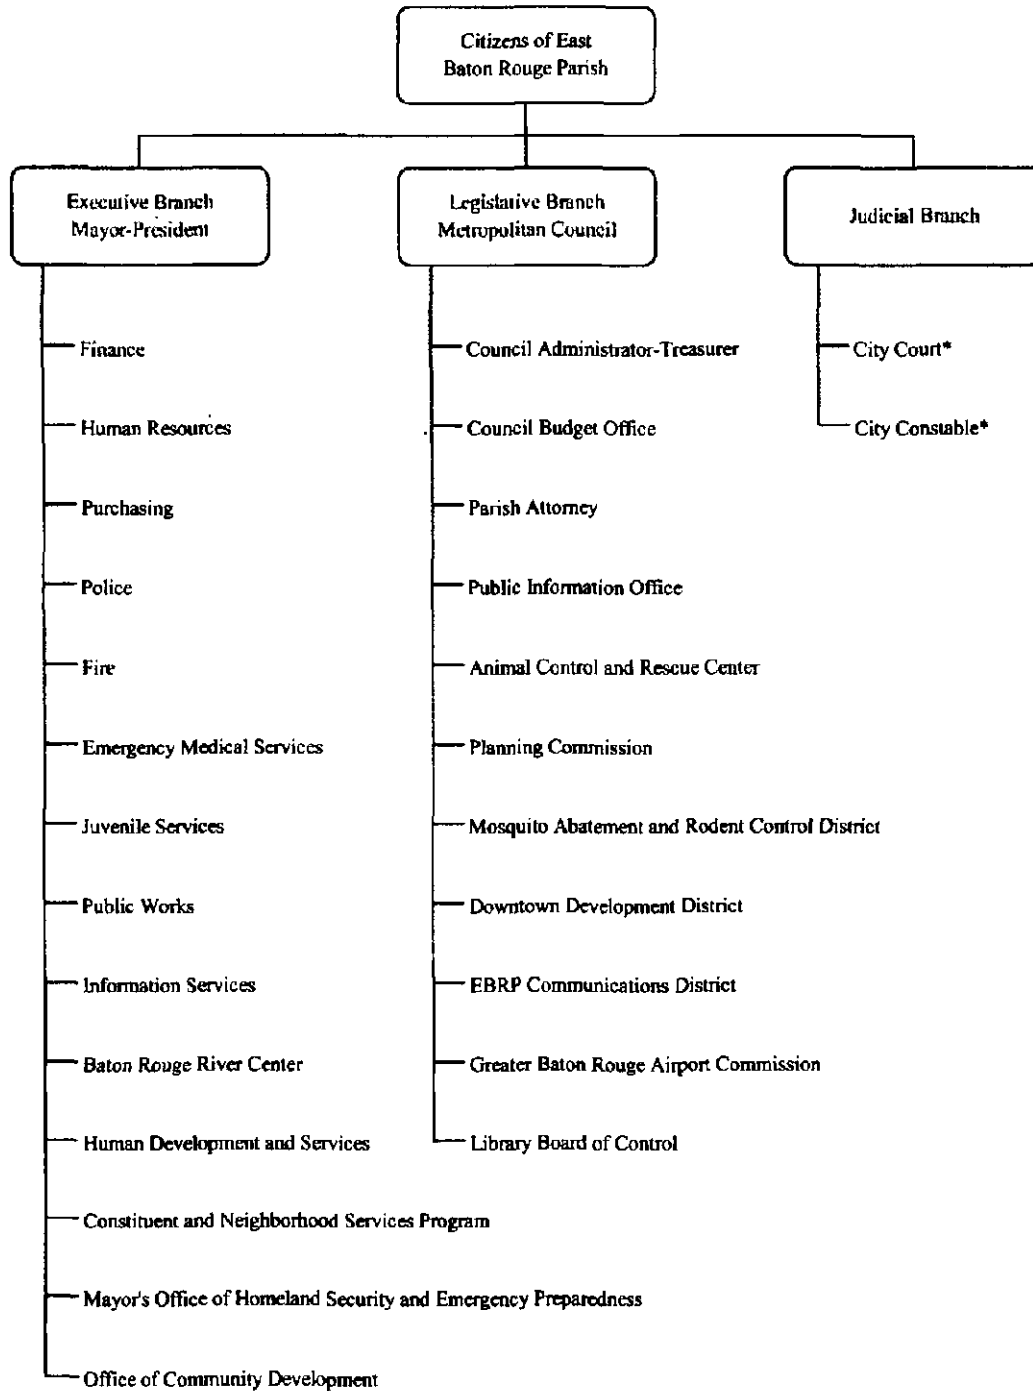 Citizens of East
Baton Rouge Parish
Executive Branch
Mayor-President
Legislative Branch
Metropolitan Council
Judicial Branch
Finance
Human Resources
Purchasing
Police
Fire
Emergency Medical Services
Juvenile Services
Public Works
Information Services
Baton Rouge River Center
Human Development and Services
Constituent and Neighborhood Services Program
Mayor's Office of Homeland Security and Emergency Preparedness
Office of Community Development
Council Administrator-Treasurer
Council Budget Office
Parish Attorney
Public Information Office
Animal Control and Rescue Center
Planning Commission
Mosquito Abatement and Rodent Control District
Downtown Development District
EBRP Communications District
Greater Baton Rouge Airport Commission
Library Board of Control
City Court*
City Constable*